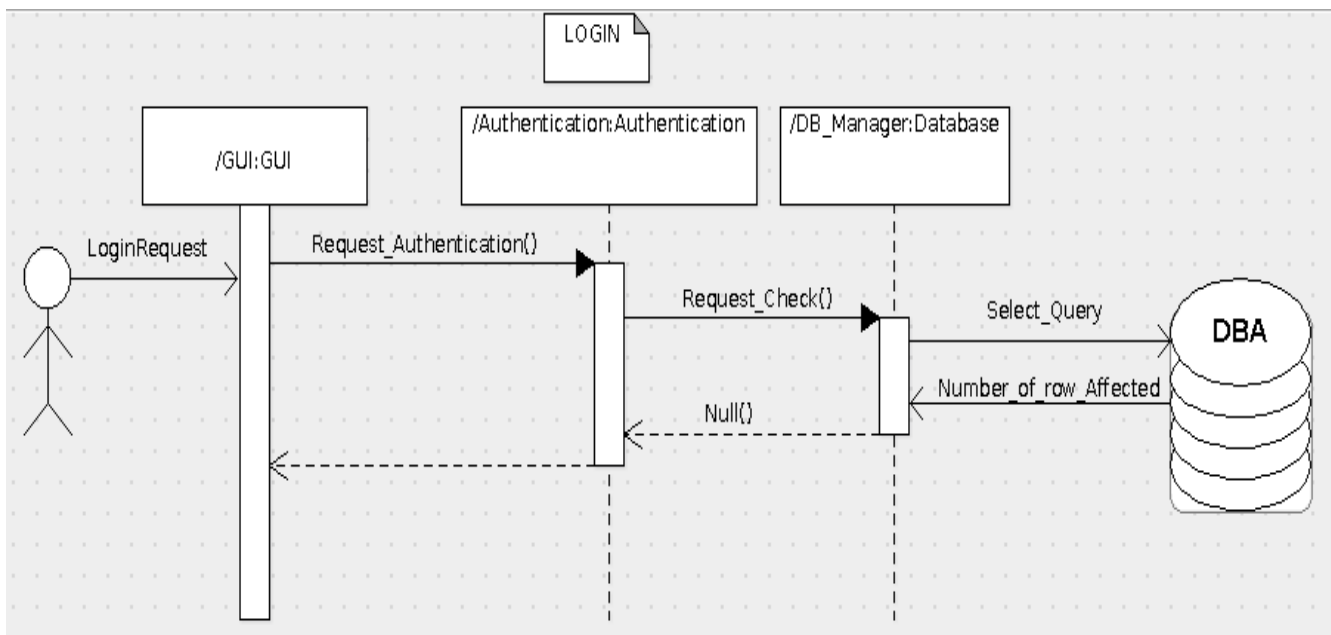 LOGIN
/GUI:GUI
/Authentication:Authentication
/DB_Manager:Database
LoginRequest
Request_Authentication()
Request_Check()
Select_Query
DBA
Number_of_row_Affected
Null()